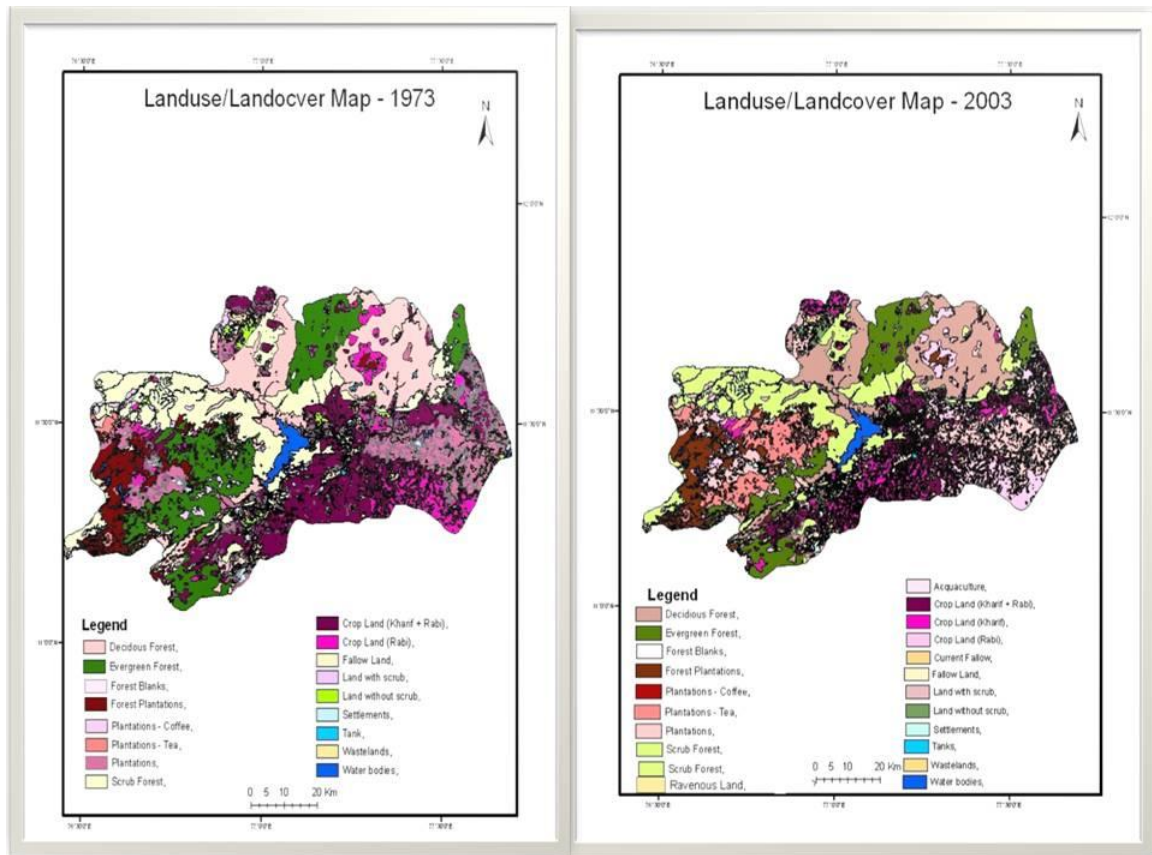 Landuse/Landocver Map - 1973
N
Legend
Decidious Forest,
Evergreen Forest,
Forest Blanks,
Forest Plantations,
Plantations - Coffee,
Plantations - Tea,
Plantations,
Scrub Forest,
Crop Land (Kharif + Rabi),
Crop Land (Rabi),
Fallow Land,
Land with scrub,
Land without scrub,
Settlements,
Tank,
Wastelands,
Water bodies,
0 5 10 20 Km
Landuse/Landcover Map - 2003
N
Legend
Decidious Forest,
Evergreen Forest,
Forest Blanks,
Forest Plantations,
Plantations - Coffee,
Plantations - Tea,
Plantations,
Scrub Forest,
Scrub Forest,
Ravenous Land,
Acquaculture,
Crop Land (Kharif + Rabi),
Crop Land (Kharif),
Crop Land (Rabi),
Current Fallow,
Fallow Land,
Land with scrub,
Land without scrub,
Settlements,
Tanks,
Wastelands,
Water bodies,
0 5 10 20 Km